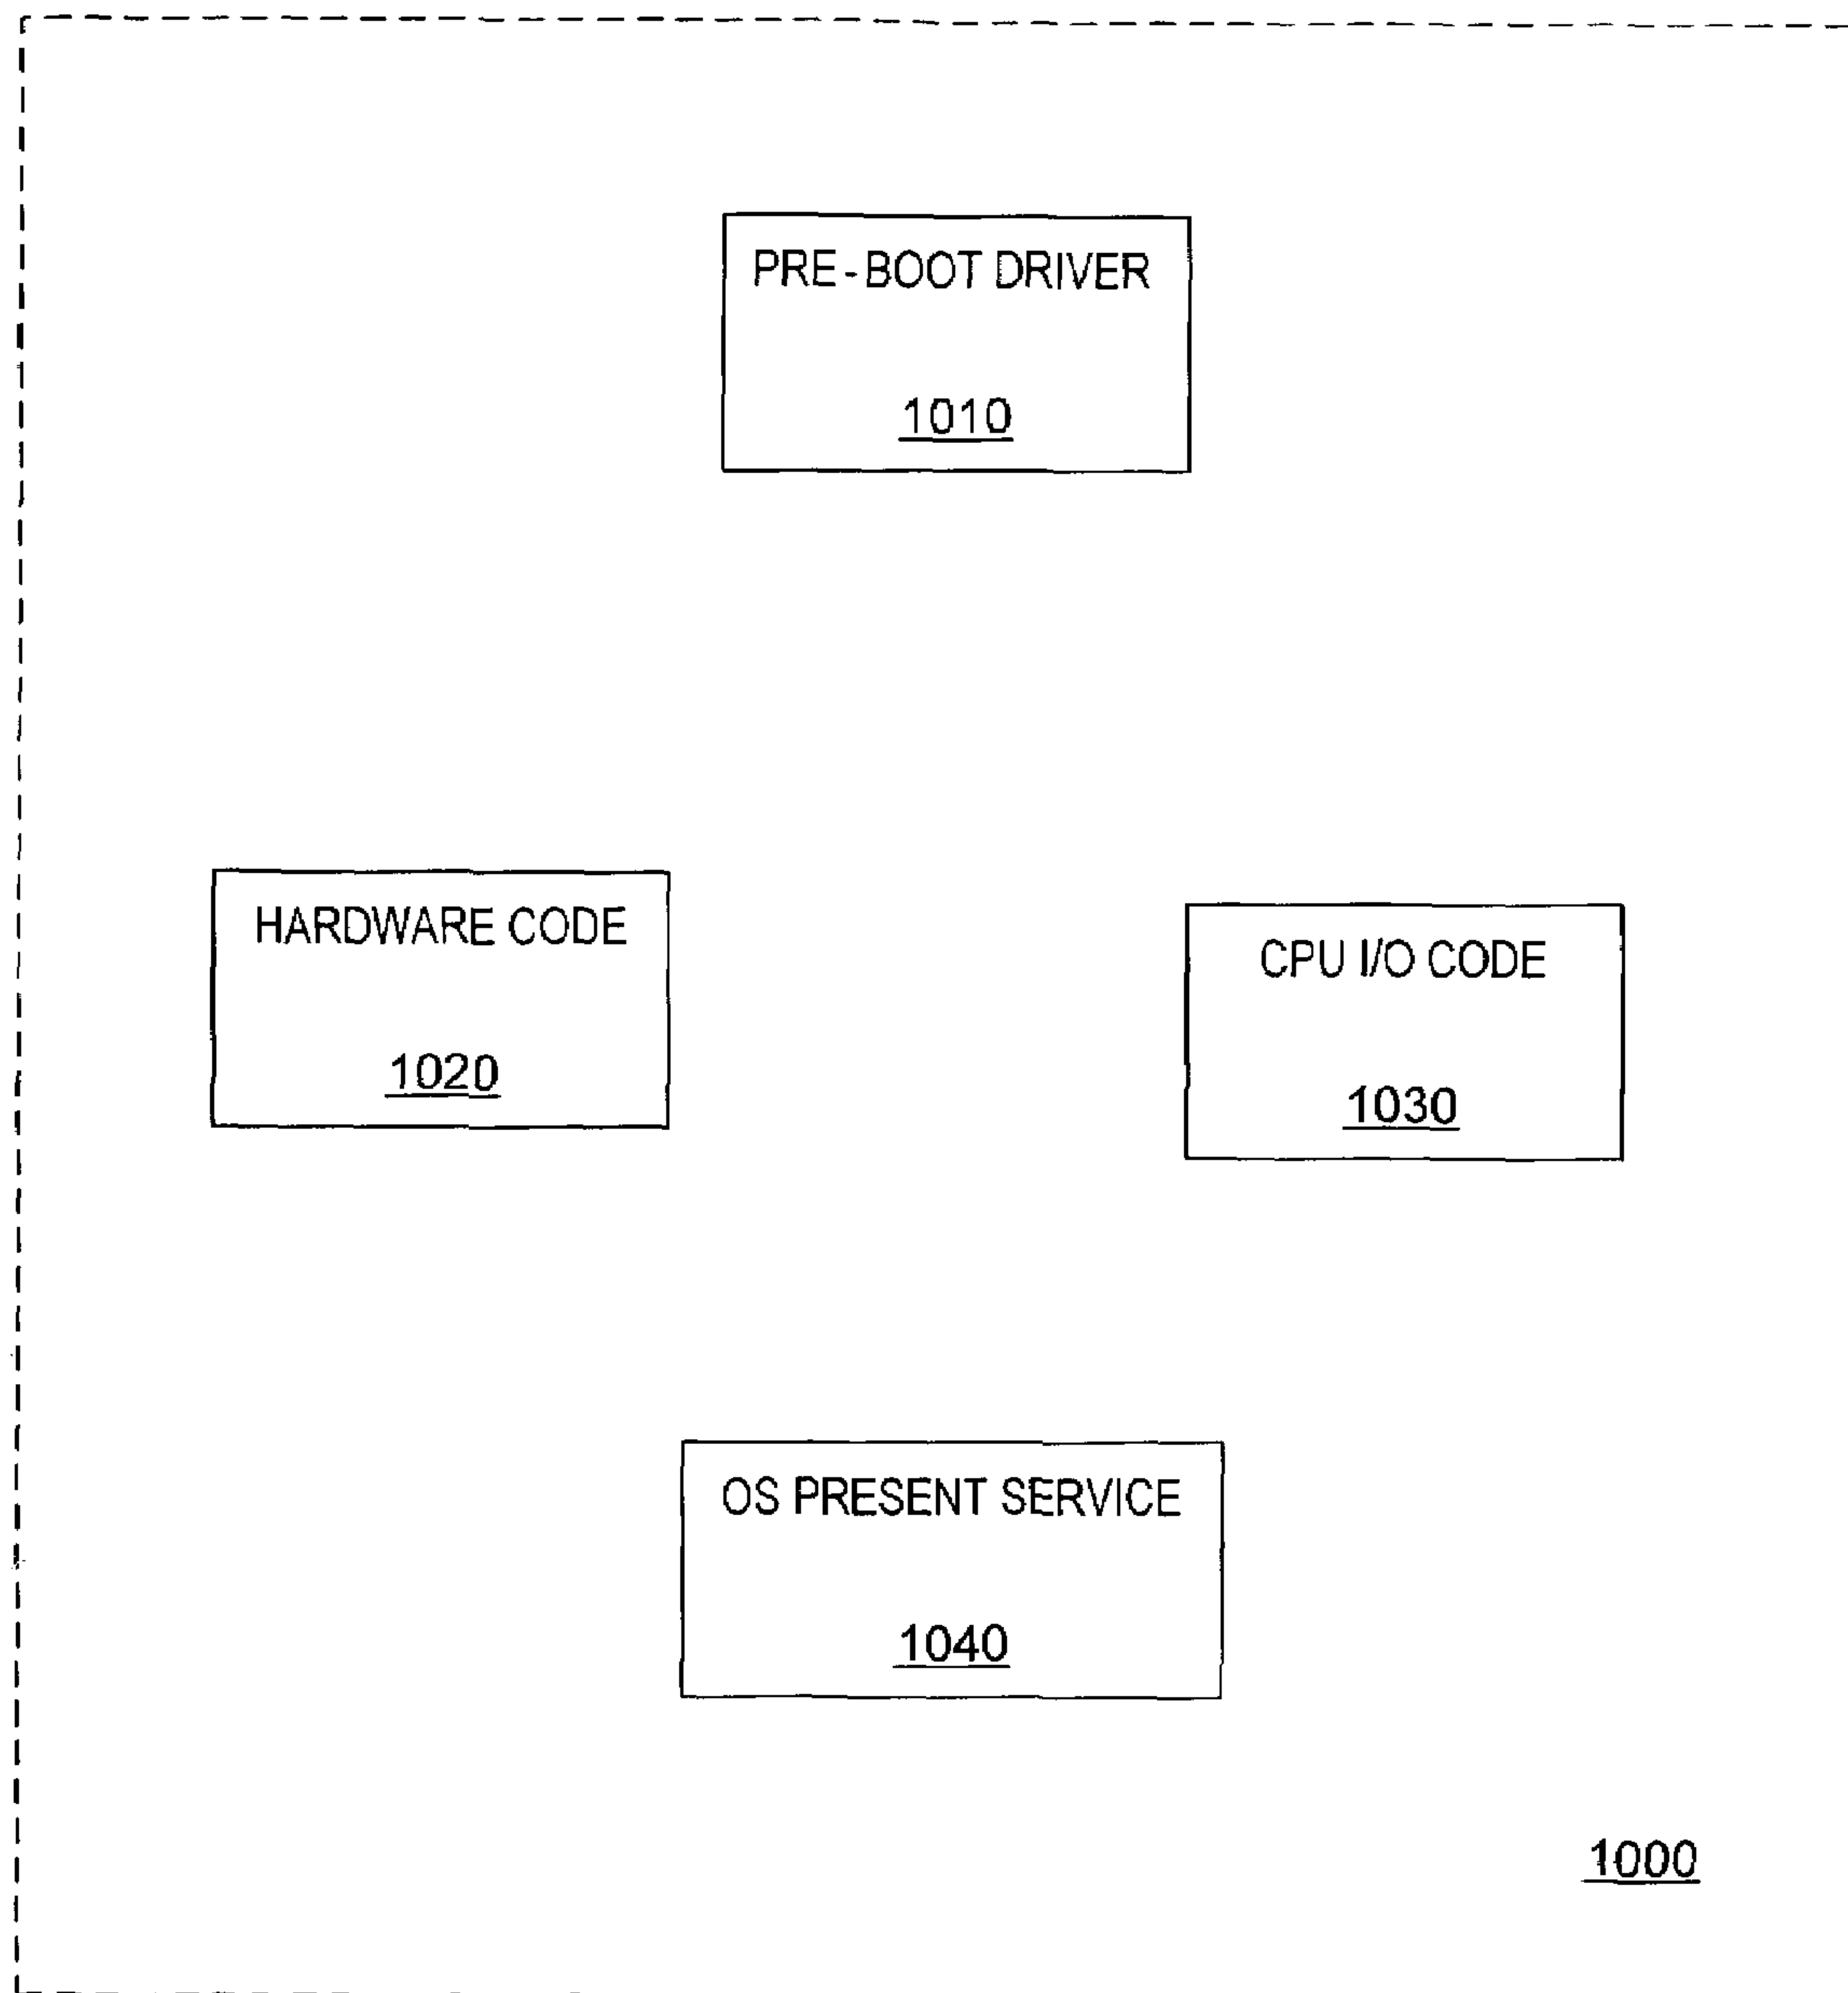 PRE-BOOT DRIVER
1010
HARDWARE CODE
1020
CPU I/O CODE
1030
OS PRESENT SERVICE
1040
1000